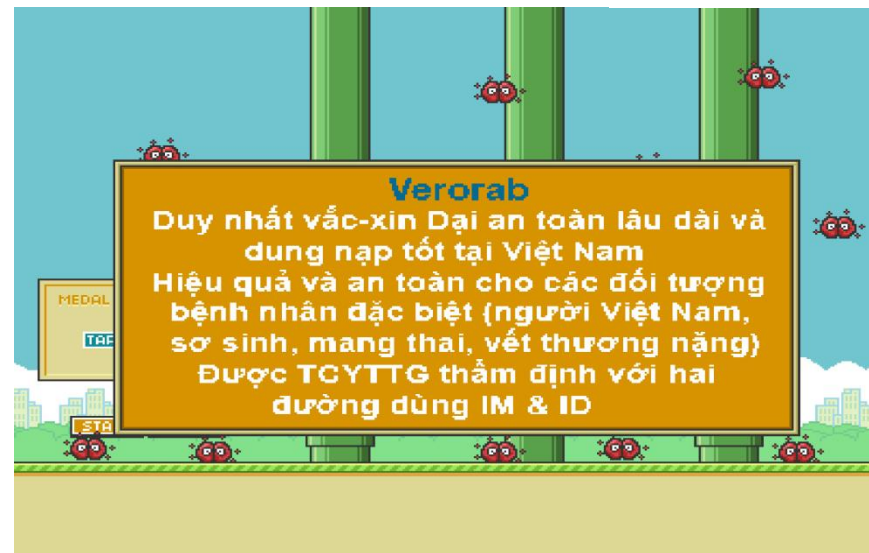 Verorab
Duy nhất vắc-xin Dại an toàn lâu dài và
dung nạp tốt tại Việt Nam
Hiệu quả và an toàn cho các đối tượng
bệnh nhân đặc biệt (người Việt Nam,
sơ sinh, mang thai, vết thương nặng)
Được TCYTTG thẩm định với hai
đường dùng IM & ID
MEDAL